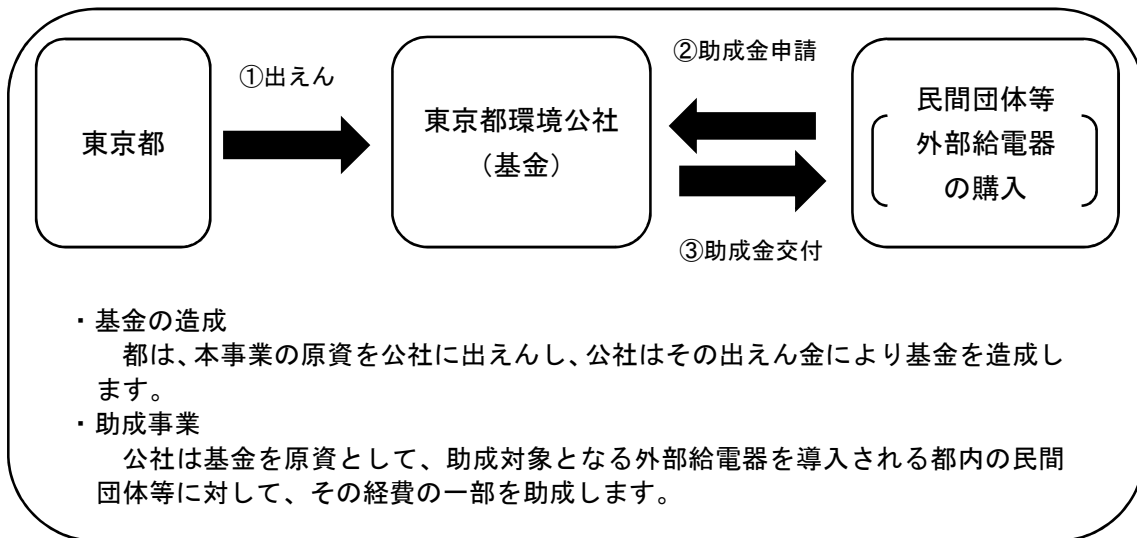 東京都
①出えん
東京都環境公社
(基金)
②助成金申請
③助成金交付
民間団体等
外部給電器
の購入
・基金の造成
都は、本事業の原資を公社に出えんし、公社はその出えん金により基金を造成し
ます。
・助成事業
公社は基金を原資として、助成対象となる外部給電器を導入される都内の民間
団体等に対して、その経費の一部を助成します。